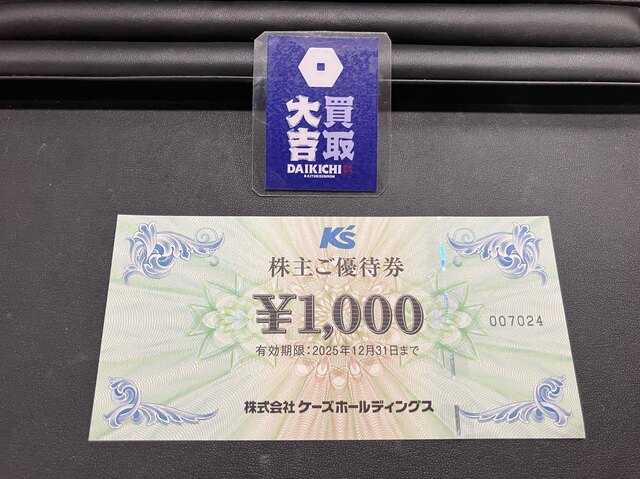 買取
大吉
DAIKICHI
KAITORISENMON
K's
株主ご優待券
¥1,000
007024
有効期限：2025年12月31日まで
株式会社 ケーズホールディングス